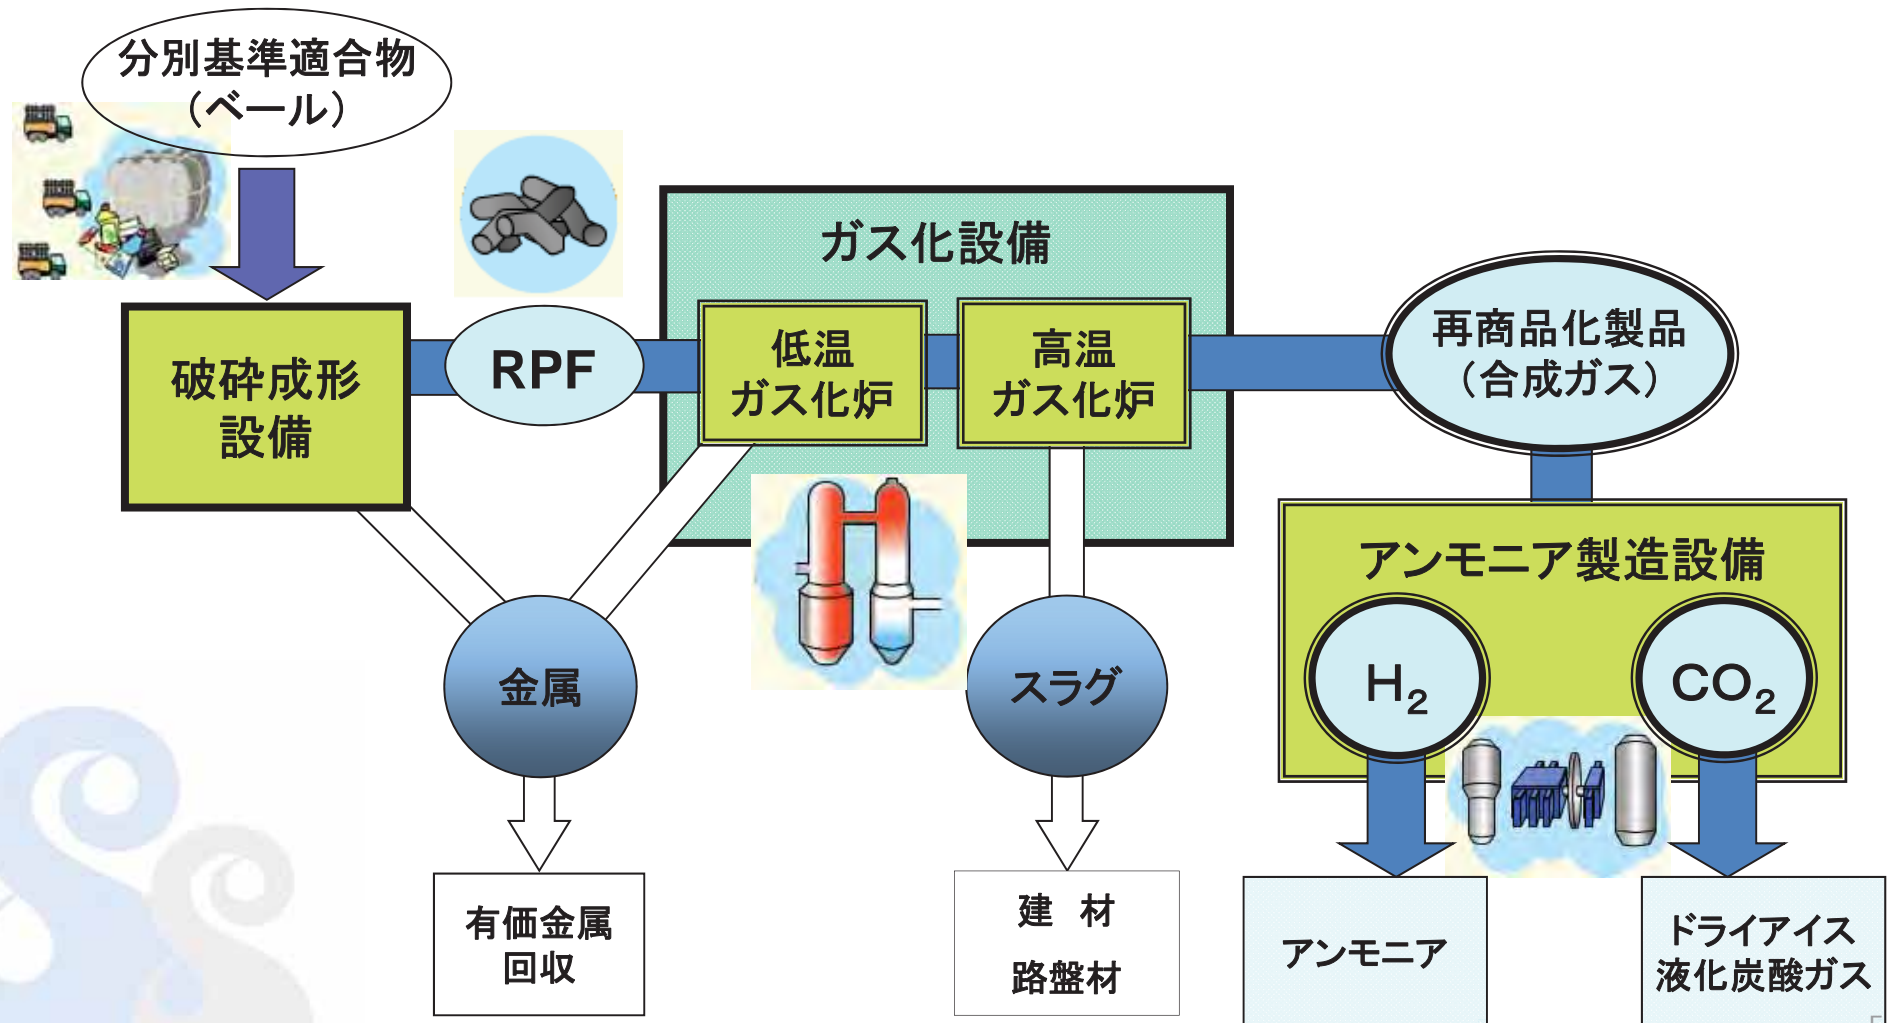 分別基準適合物
（ベール）
ガス化設備
破砕成形
設備
RPF
低温
ガス化炉
高温
ガス化炉
再商品化製品
（合成ガス）
アンモニア製造設備
金属
スラグ
H₂
CO₂
有価金属
回収
建 材
路盤材
アンモニア
ドライアイス
液化炭酸ガス